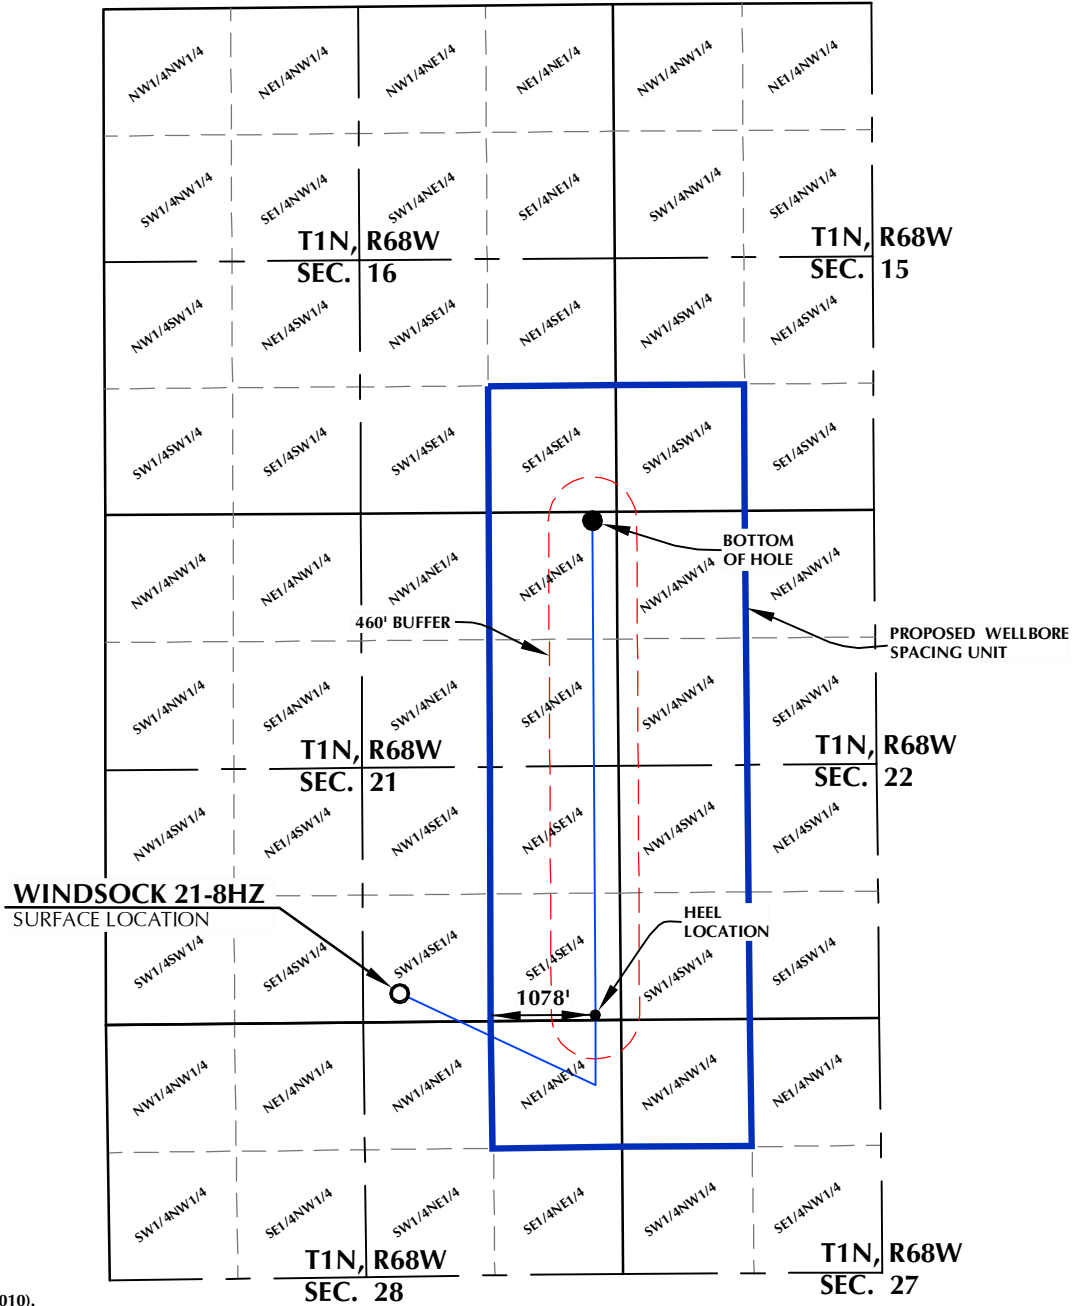 NW1/4NW1/4 NE1/4NW1/4 NW1/4NE1/4 NE1/4NE1/4 NW1/4NW1/4 NE1/4NW1/4
SW1/4NW1/4 SE1/4NW1/4 SW1/4NE1/4 SE1/4NE1/4 SW1/4NW1/4 SE1/4NW1/4
T1N, R68W
SEC. 16
T1N, R68W
SEC. 15
NW1/4SW1/4 NE1/4SW1/4 NW1/4SE1/4 NE1/4SE1/4 NW1/4SW1/4 NE1/4SW1/4
SW1/4SW1/4 SE1/4SW1/4 SW1/4SE1/4 SE1/4SE1/4 SW1/4SW1/4 SE1/4SW1/4
BOTTOM
OF HOLE
NW1/4NW1/4 NE1/4NW1/4 NW1/4NE1/4 NE1/4NE1/4 NW1/4NW1/4 NE1/4NW1/4
460' BUFFER
PROPOSED WELLBORE
SPACING UNIT
SW1/4NW1/4 SE1/4NW1/4 SW1/4NE1/4 SE1/4NE1/4 SW1/4NW1/4 SE1/4NW1/4
T1N, R68W
SEC. 21
T1N, R68W
SEC. 22
NW1/4SW1/4 NE1/4SW1/4 NW1/4SE1/4 NE1/4SE1/4 NW1/4SW1/4 NE1/4SW1/4
WINDSOCK 21-8HZ
SURFACE LOCATION
HEEL
LOCATION
SW1/4SW1/4 SE1/4SW1/4 SW1/4SE1/4 SE1/4SE1/4 SW1/4SW1/4 SE1/4SW1/4
1078'
NW1/4NW1/4 NE1/4NW1/4 NW1/4NE1/4 NE1/4NE1/4 NW1/4NW1/4 NE1/4NW1/4
SW1/4NW1/4 SE1/4NW1/4 SW1/4NE1/4 SE1/4NE1/4 SW1/4NW1/4 SE1/4NW1/4
T1N, R68W
SEC. 28
T1N, R68W
SEC. 27
010).